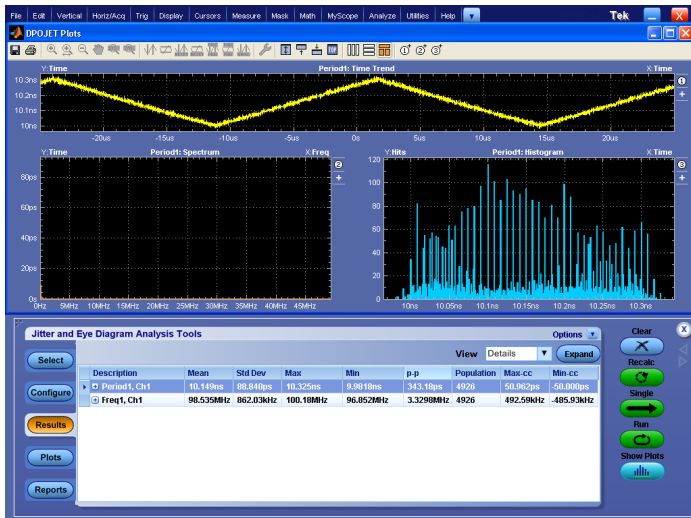 File Edit Vertical Horiz/Acq Trig Display Cursors Measure Mask Math MyScope Analyze Utilities Help Tek
DPOJET Plots
Y:Time Period1: Time Trend X:Time
10.3ns
10.2ns
10.1ns
10ns
-20us -15us -10us -5us 0s 5us 10us 15us 20us
1
Y:Time Period1: Spectrum X:Freq
80ps
60ps
40ps
20ps
0s
0Hz 5MHz 10MHz 15MHz 20MHz 25MHz 30MHz 35MHz 40MHz 45MHz
2
Y:Hits Period1: Histogram X:Time
120
100
80
60
40
20
0
10ns 10.05ns 10.1ns 10.15ns 10.2ns 10.25ns 10.3ns
3
Jitter and Eye Diagram Analysis Tools Options
View Details Expand
Select
Configure
Results
Plots
Reports
Description Mean Std Dev Max Min p-p Population Max-cc Min-cc
Period1, Ch1 10.149ns 88.840ps 10.325ns 9.9818ns 343.18ps 4926 50.962ps -50.000ps
Freq1, Ch1 98.535MHz 862.03kHz 100.18MHz 96.852MHz 3.3298MHz 4926 492.59kHz -485.93kHz
Clear
Recalc
Single
Run
Show Plots